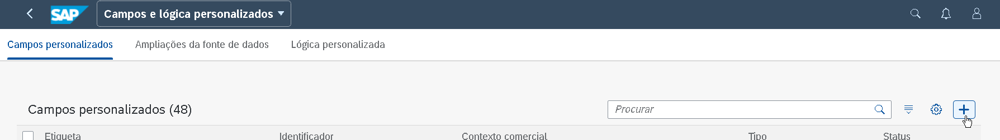 SAP Campos e lógica personalizados
Campos personalizados Ampliações da fonte de dados Lógica personalizada
Campos personalizados (48) Procurar
Etiqueta Identificador Contexto comercial Tipo Status